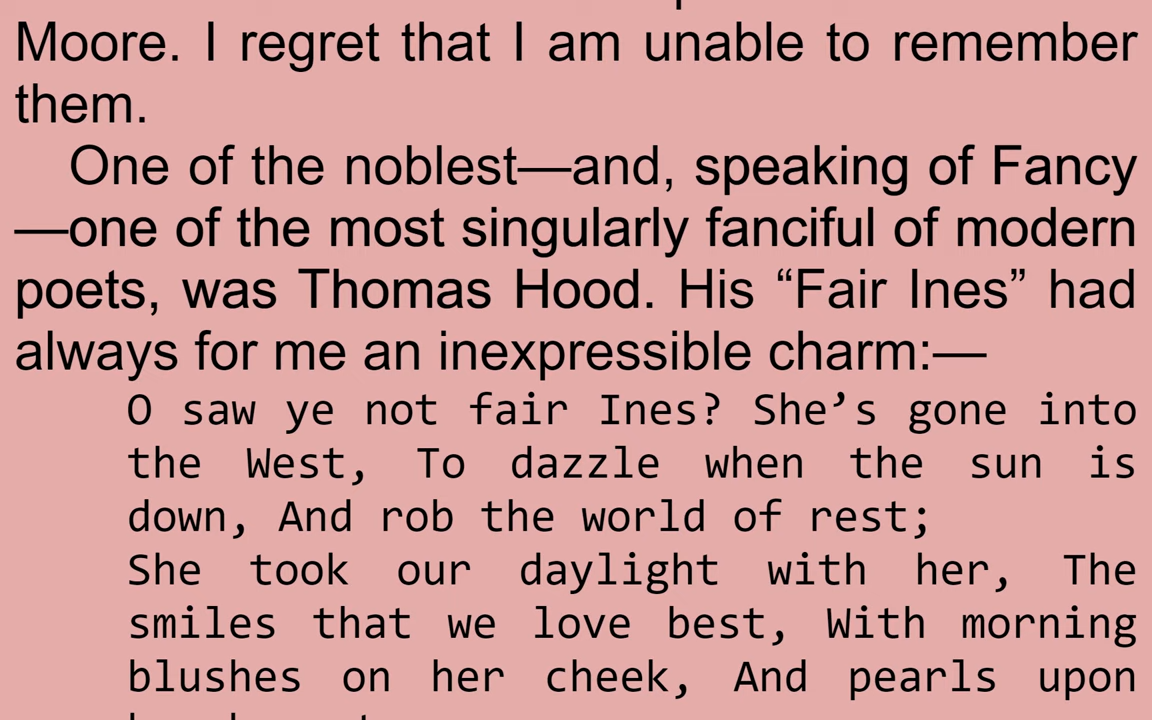 Moore. I regret that I am unable to remember
them.
One of the noblest—and, speaking of Fancy
—one of the most singularly fanciful of modern
poets, was Thomas Hood. His “Fair Ines” had
always for me an inexpressible charm:—
O saw ye not fair Ines? She’s gone into
the West, To dazzle when the sun is
down, And rob the world of rest;
She took our daylight with her, The
smiles that we love best, With morning
blushes on her cheek, And pearls upon